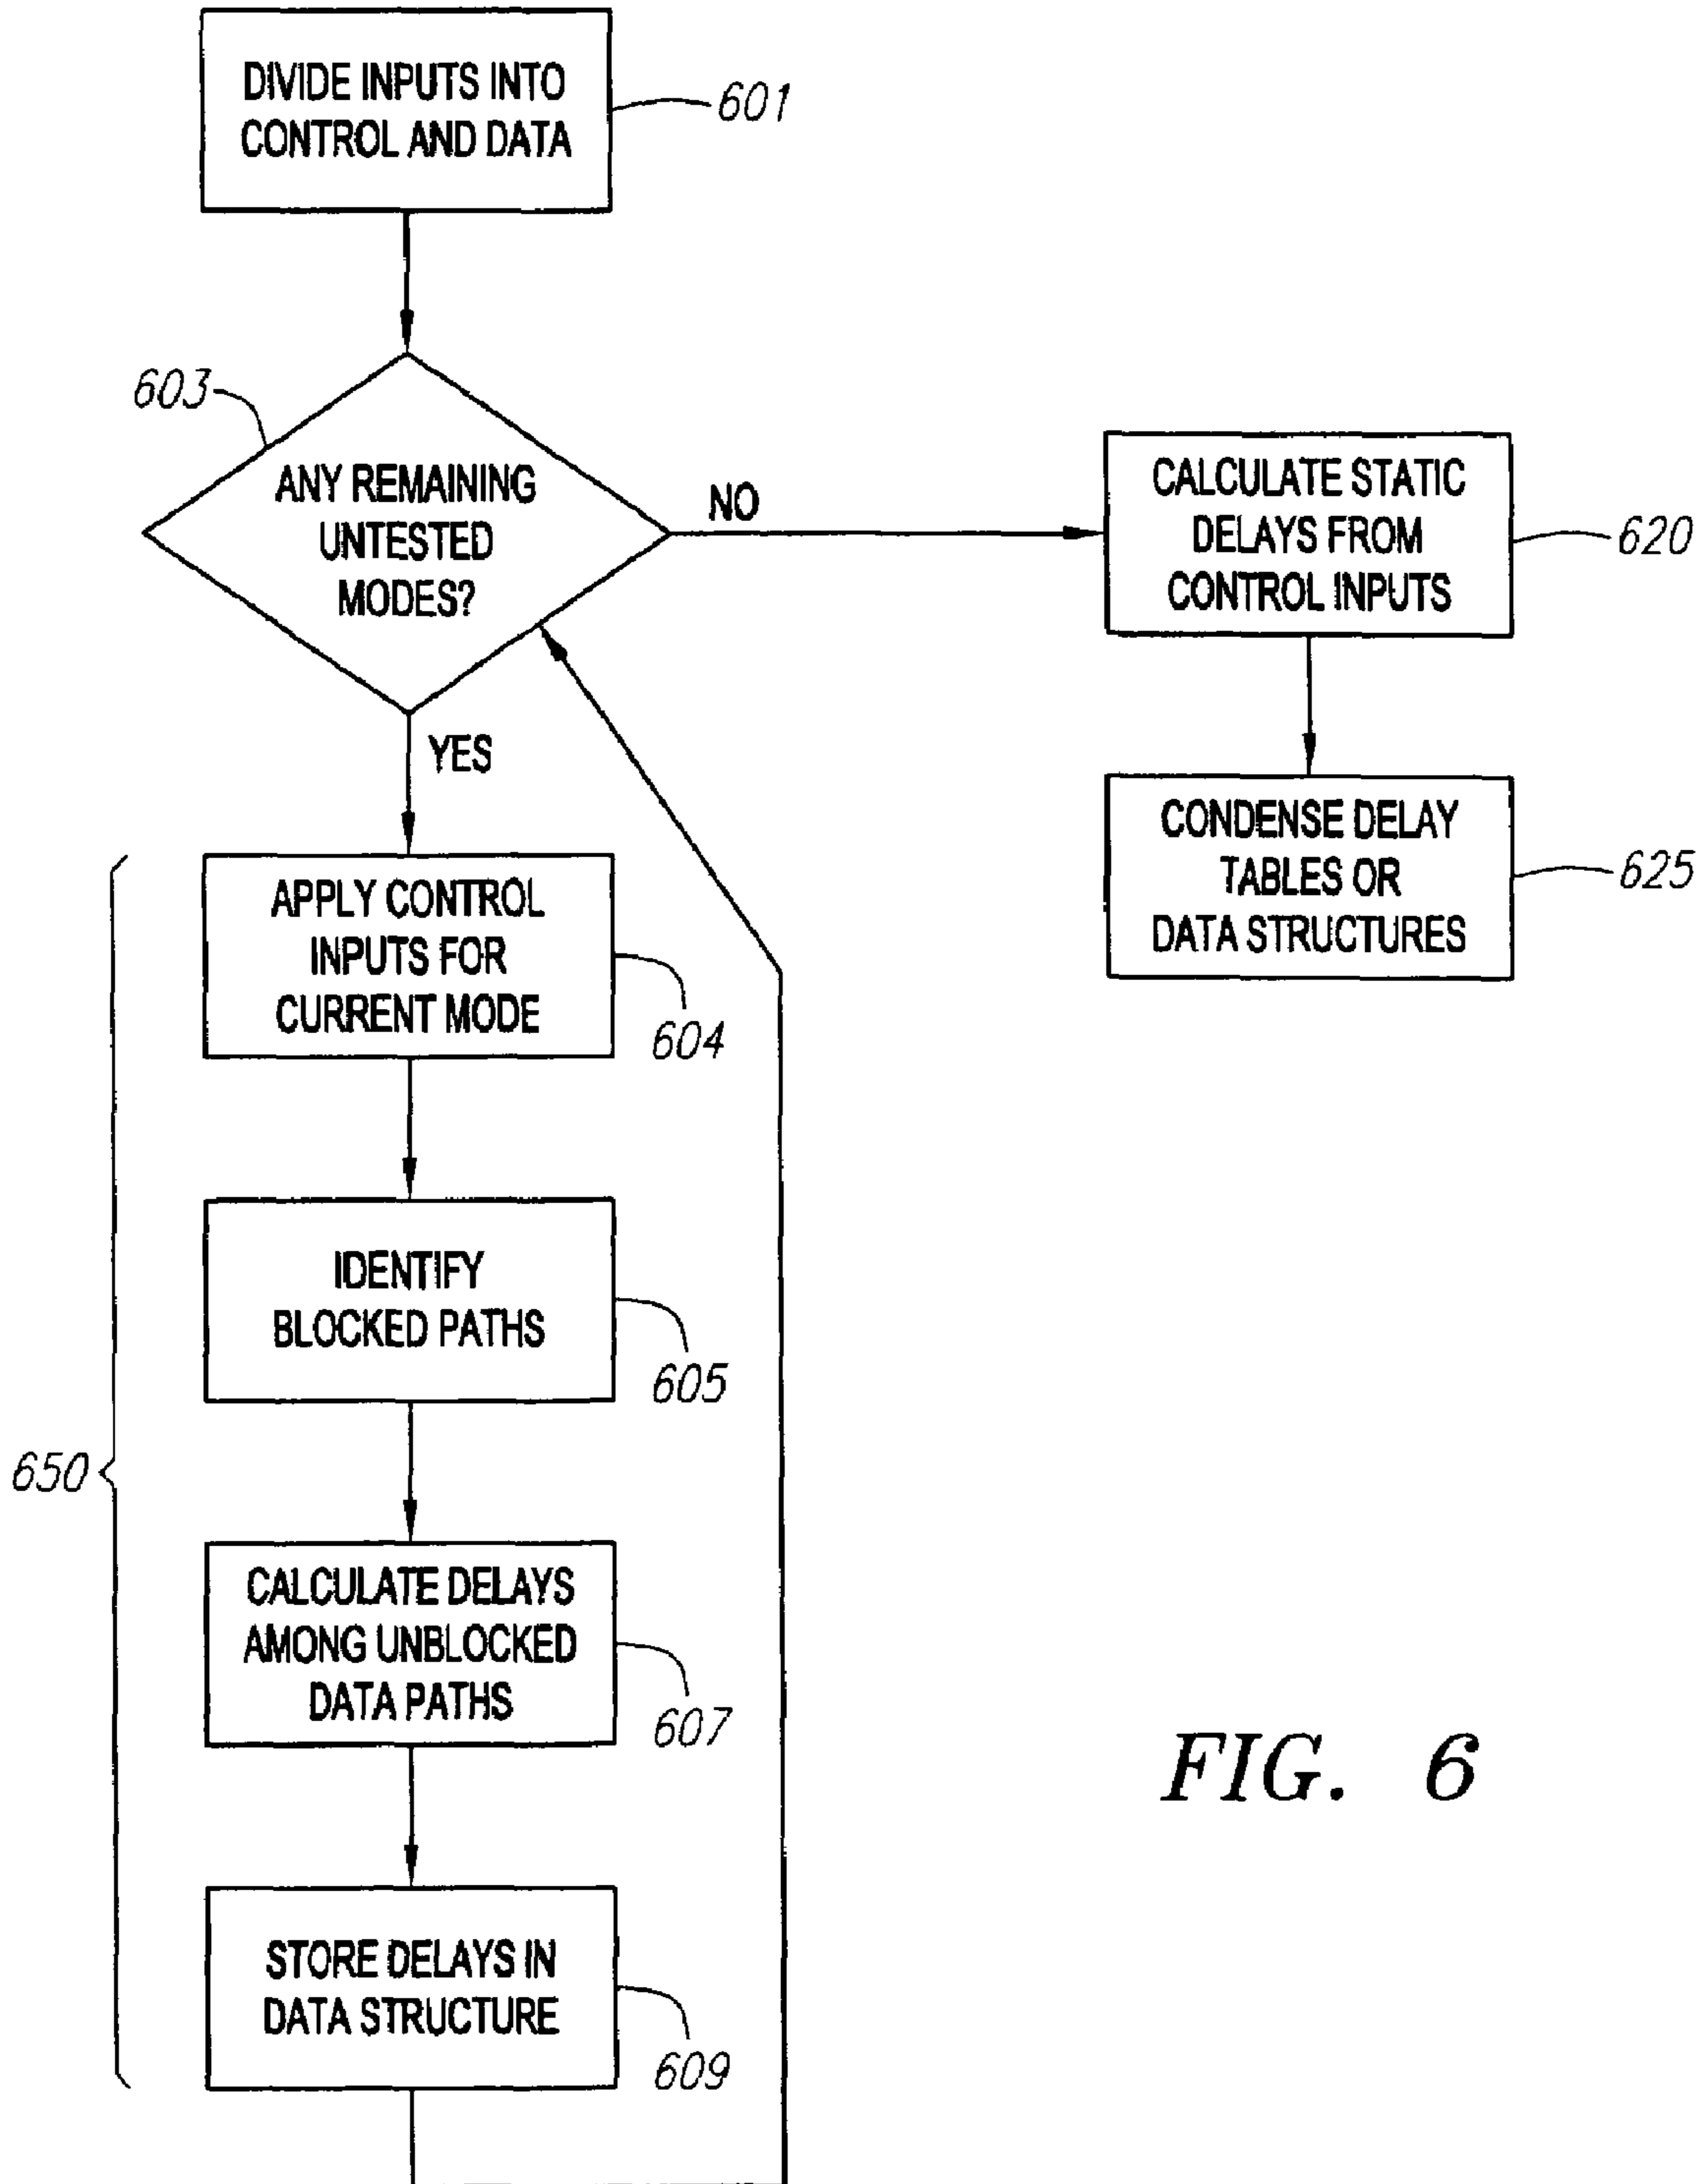 DIVIDE INPUTS INTO
CONTROL AND DATA
601
603
ANY REMAINING
UNTESTED
MODES?
NO
CALCULATE STATIC
DELAYS FROM
CONTROL INPUTS
620
YES
CONDENSE DELAY
TABLES OR
DATA STRUCTURES
625
APPLY CONTROL
INPUTS FOR
CURRENT MODE
604
IDENTIFY
BLOCKED PATHS
605
650
CALCULATE DELAYS
AMONG UNBLOCKED
DATA PATHS
607
STORE DELAYS IN
DATA STRUCTURE
609
FIG. 6